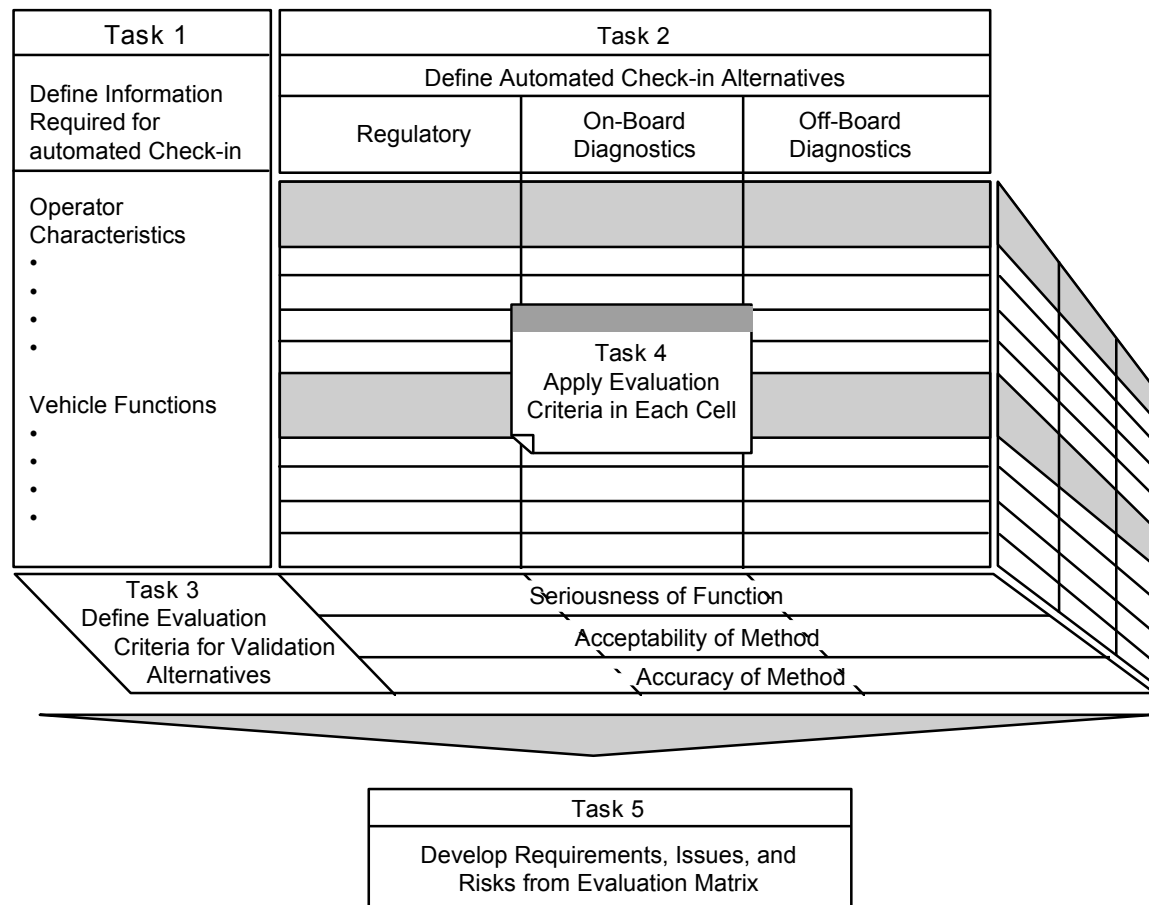 Task 1
Define Information
Required for
automated Check-in
Operator
Characteristics
•
•
•
•
Vehicle Functions
•
•
•
•
Task 2
Define Automated Check-in Alternatives
Regulatory
On-Board
Diagnostics
Off-Board
Diagnostics
Task 4
Apply Evaluation
Criteria in Each Cell
Task 3
Define Evaluation
Criteria for Validation
Alternatives
Seriousness of Function
Acceptability of Method
Accuracy of Method
Task 5
Develop Requirements, Issues, and
Risks from Evaluation Matrix